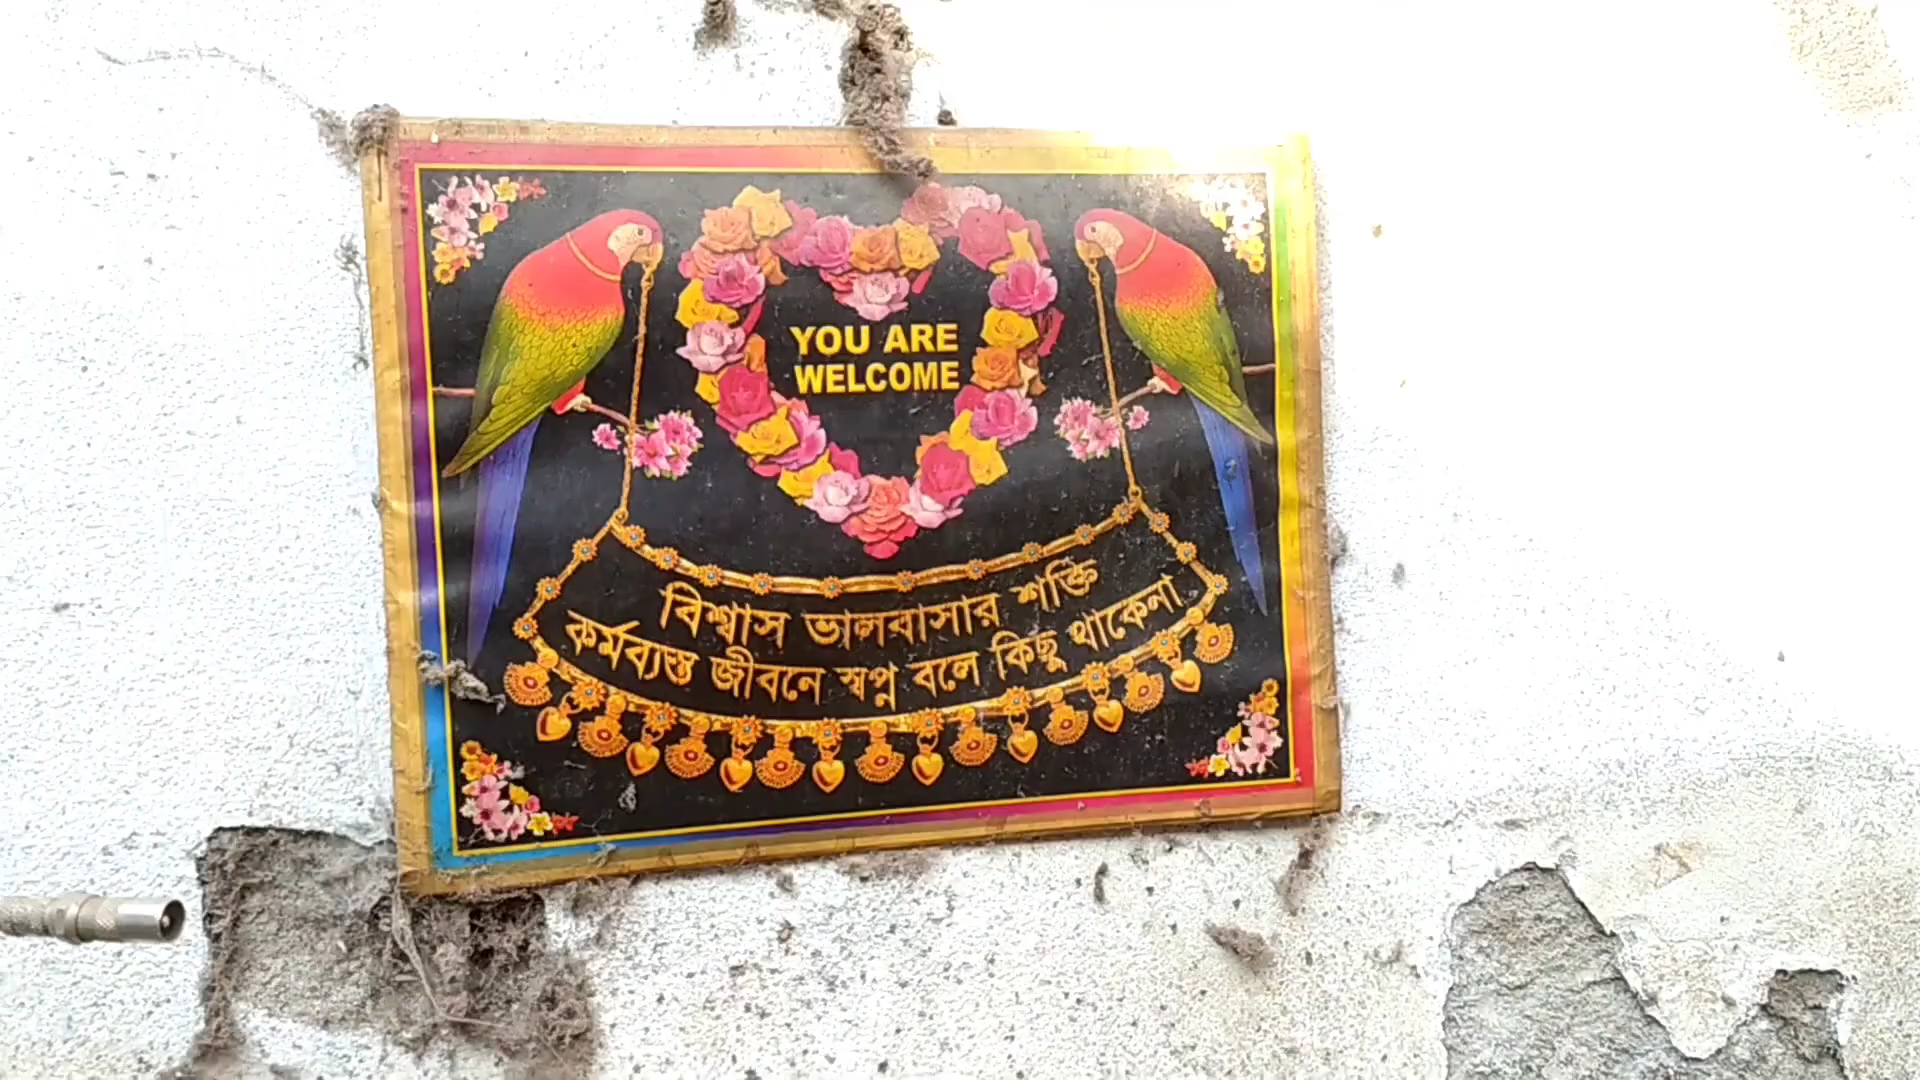 YOU ARE
WELCOME
বিশ্বাস ভালবাসার শক্তি
কর্মব্যস্ত জীবনে স্বপ্ন বলে কিছু থাকেনা